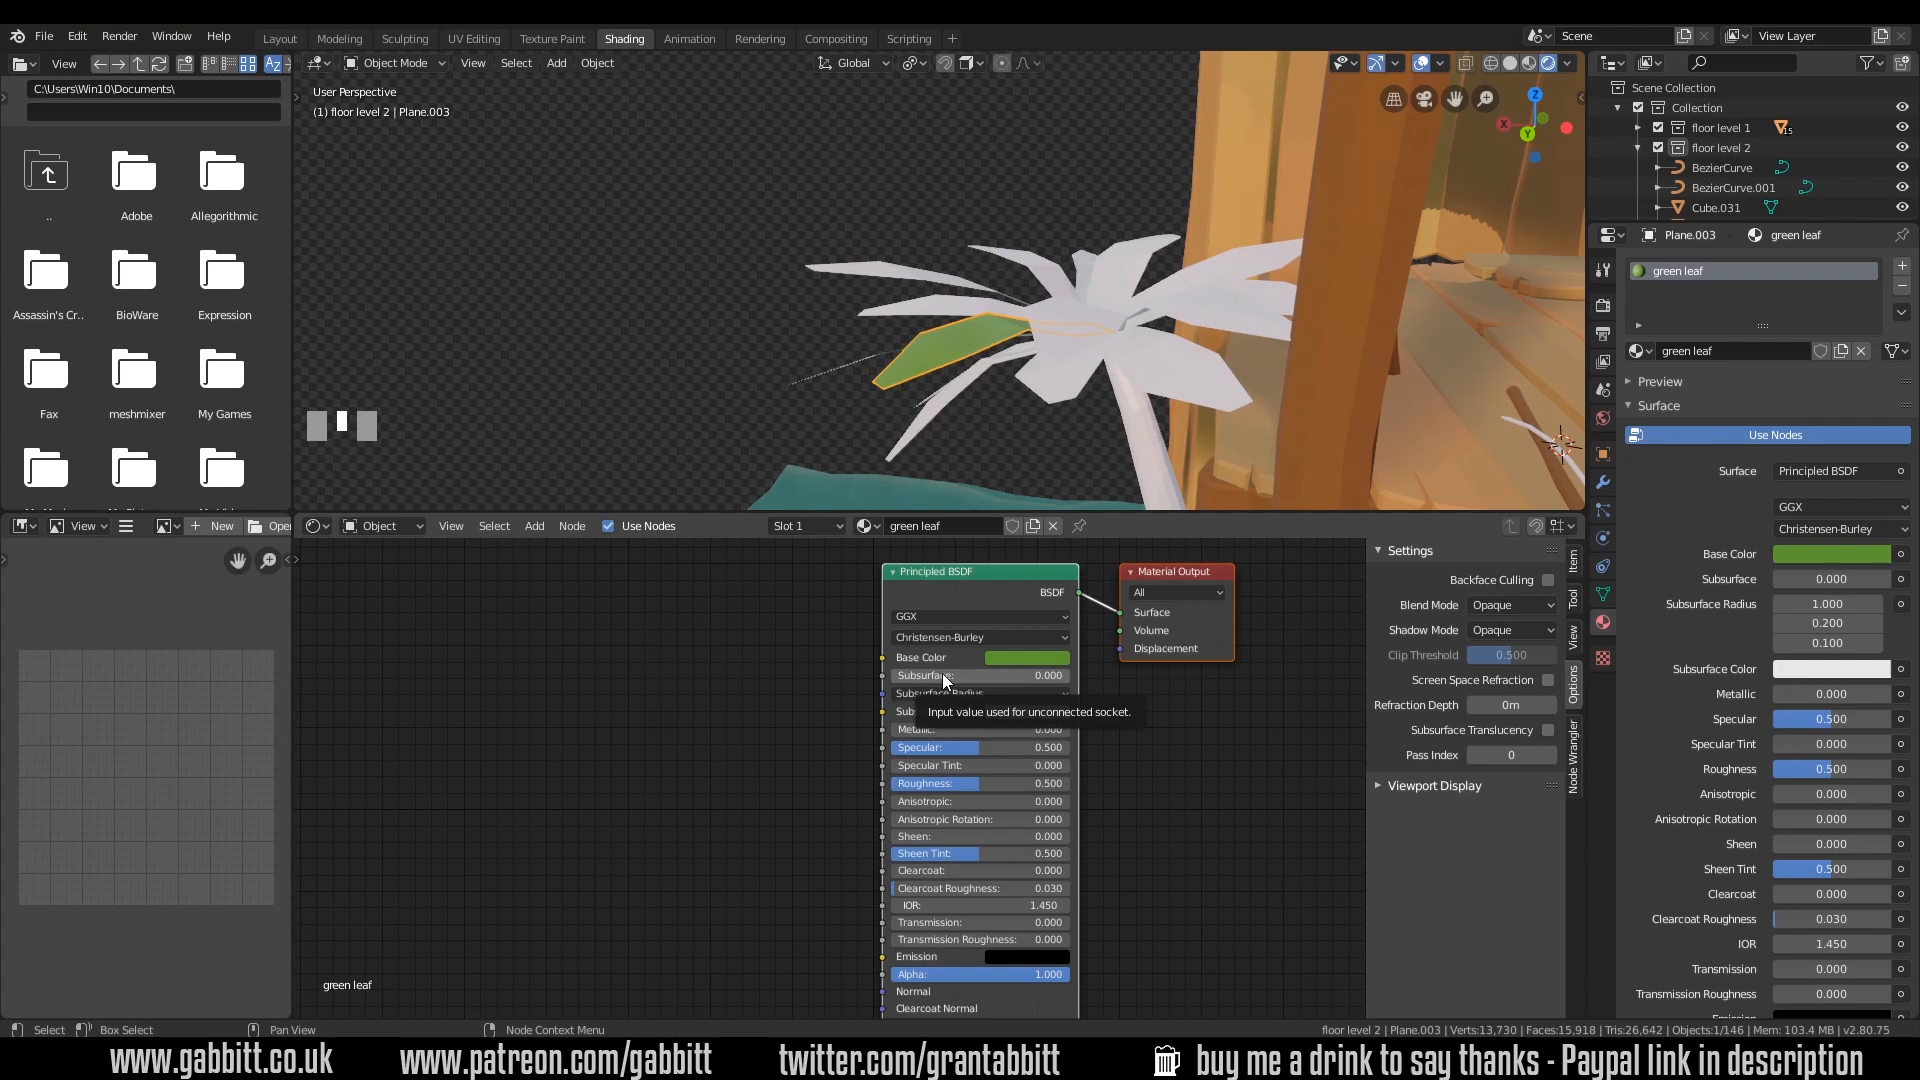 File Edit Render Window Help Layout Modeling Sculpting UV Editing Texture Paint Shading Animation Rendering Compositing Scripting Scene View Layer
View Object Mode View Select Add Object Global
C:\Users\Win10\Documents\
User Perspective
(1) floor level 2 | Plane.003
..
Adobe
Allegorithmic
Assassin's Cr..
BioWare
Expression
Fax
meshmixer
My Games
Z
X
Y
Scene Collection
Collection
floor level 1
15
floor level 2
BezierCurve
BezierCurve.001
Cube.031
Plane.003 green leaf
green leaf
green leaf
Preview
Surface
Use Nodes
Surface Principled BSDF
GGX
Christensen-Burley
Base Color
Subsurface 0.000
Subsurface Radius 1.000
0.200
0.100
Subsurface Color
Metallic 0.000
Specular 0.500
Specular Tint 0.000
Roughness 0.500
Anisotropic 0.000
Anisotropic Rotation 0.000
Sheen 0.000
Sheen Tint 0.500
Clearcoat 0.000
Clearcoat Roughness 0.030
IOR 1.450
Transmission 0.000
Transmission Roughness 0.000
View New Open
Object View Select Add Node Use Nodes Slot 1 green leaf
Principled BSDF
BSDF
GGX
Christensen-Burley
Base Color
Subsurface: 0.000
Subsurface Radius
Sub
Input value used for unconnected socket.
Metallic: 0.000
Specular: 0.500
Specular Tint: 0.000
Roughness: 0.500
Anisotropic: 0.000
Anisotropic Rotation: 0.000
Sheen: 0.000
Sheen Tint: 0.500
Clearcoat: 0.000
Clearcoat Roughness: 0.030
IOR: 1.450
Transmission: 0.000
Transmission Roughness: 0.000
Emission
Alpha: 1.000
Normal
Clearcoat Normal
Material Output
All
Surface
Volume
Displacement
Settings
Backface Culling
Blend Mode Opaque
Shadow Mode Opaque
Clip Threshold 0.500
Screen Space Refraction
Refraction Depth 0m
Subsurface Translucency
Pass Index 0
Viewport Display
Item
Tool
View
Options
Node Wrangler
green leaf
Select Box Select Pan View Node Context Menu floor level 2 | Plane.003 | Verts:13,730 | Faces:15,918 | Tris:26,642 | Objects:1/146 | Mem: 103.4 MB | v2.80.75
www.gabbitt.co.uk www.patreon.com/gabbitt twitter.com/grantabbitt buy me a drink to say thanks - Paypal link in description